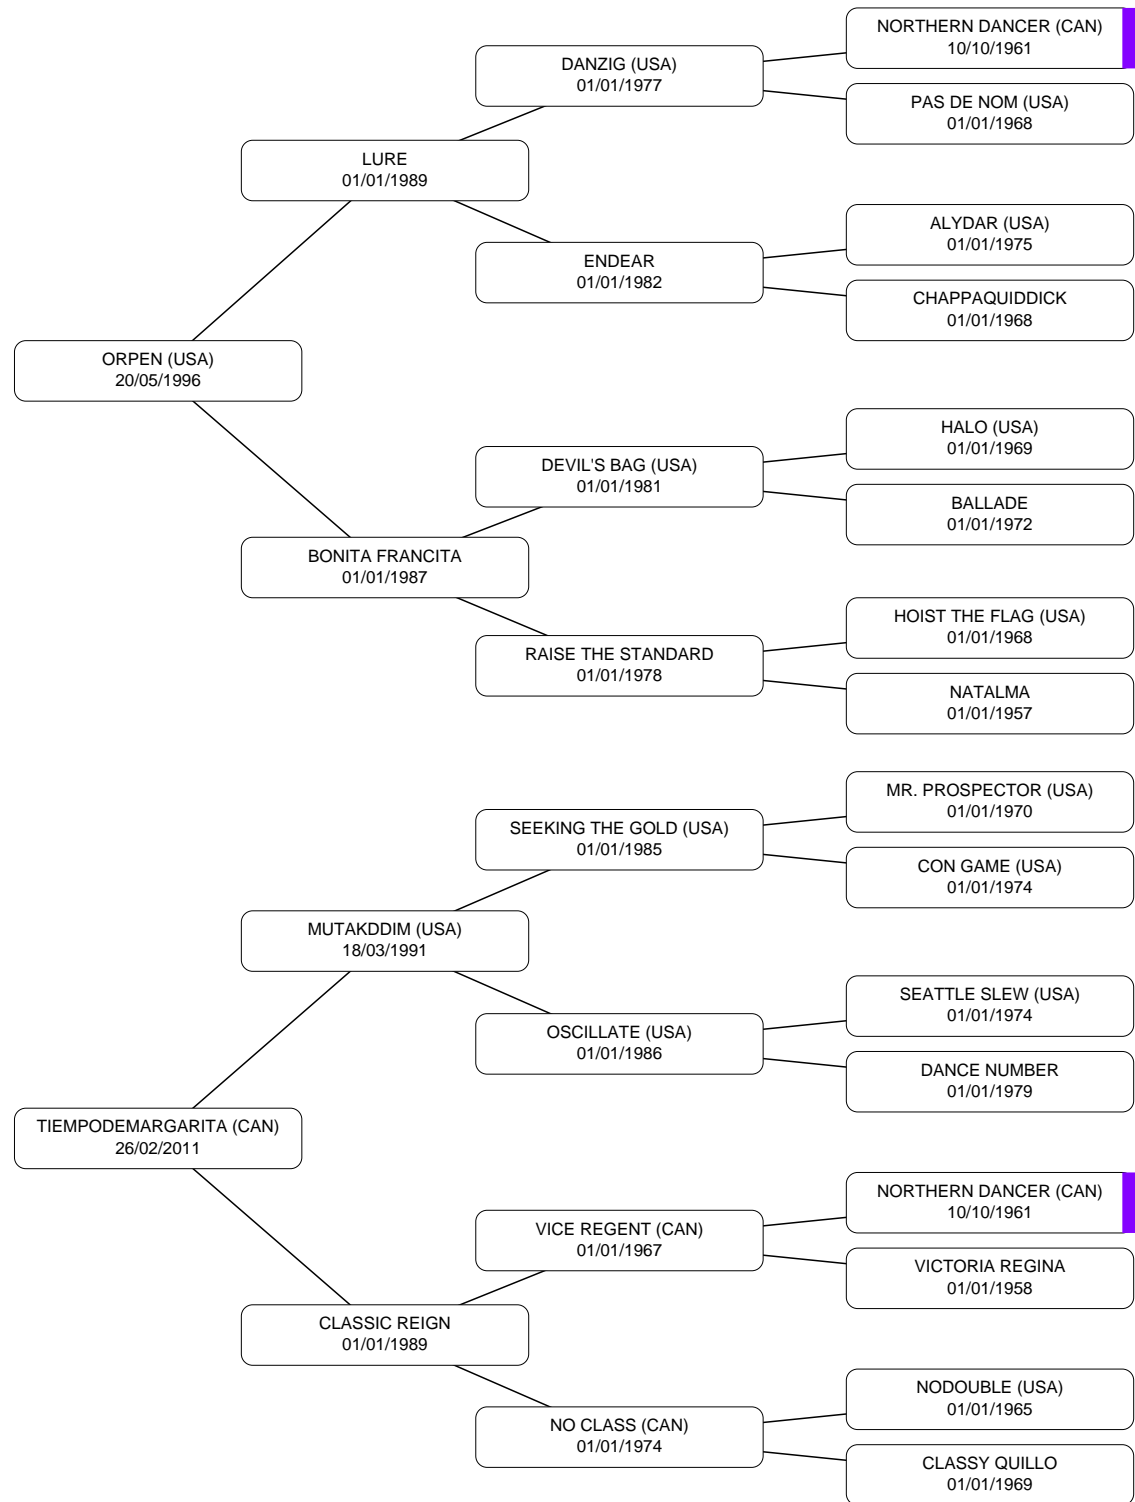 NORTHERN DANCER (CAN)
10/10/1961
DANZIG (USA)
01/01/1977
PAS DE NOM (USA)
01/01/1968
LURE
01/01/1989
ALYDAR (USA)
01/01/1975
ENDEAR
01/01/1982
CHAPPAQUIDDICK
01/01/1968
ORPEN (USA)
20/05/1996
HALO (USA)
01/01/1969
DEVIL'S BAG (USA)
01/01/1981
BALLADE
01/01/1972
BONITA FRANCITA
01/01/1987
HOIST THE FLAG (USA)
01/01/1968
RAISE THE STANDARD
01/01/1978
NATALMA
01/01/1957
MR. PROSPECTOR (USA)
01/01/1970
SEEKING THE GOLD (USA)
01/01/1985
CON GAME (USA)
01/01/1974
MUTAKDDIM (USA)
18/03/1991
SEATTLE SLEW (USA)
01/01/1974
OSCILLATE (USA)
01/01/1986
DANCE NUMBER
01/01/1979
TIEMPODEMARGARITA (CAN)
26/02/2011
NORTHERN DANCER (CAN)
10/10/1961
VICE REGENT (CAN)
01/01/1967
VICTORIA REGINA
01/01/1958
CLASSIC REIGN
01/01/1989
NODOUBLE (USA)
01/01/1965
NO CLASS (CAN)
01/01/1974
CLASSY QUILLO
01/01/1969